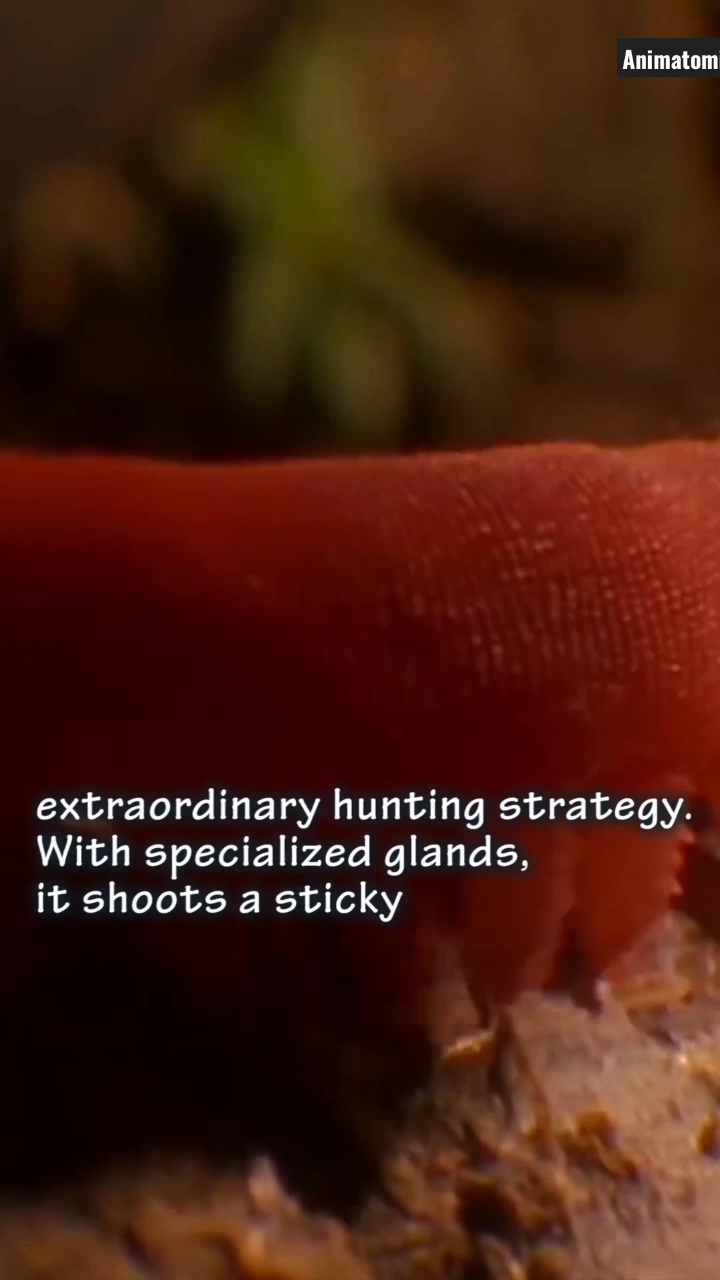 Animatom
extraordinary hunting strategy.
With specialized glands,
it shoots a sticky